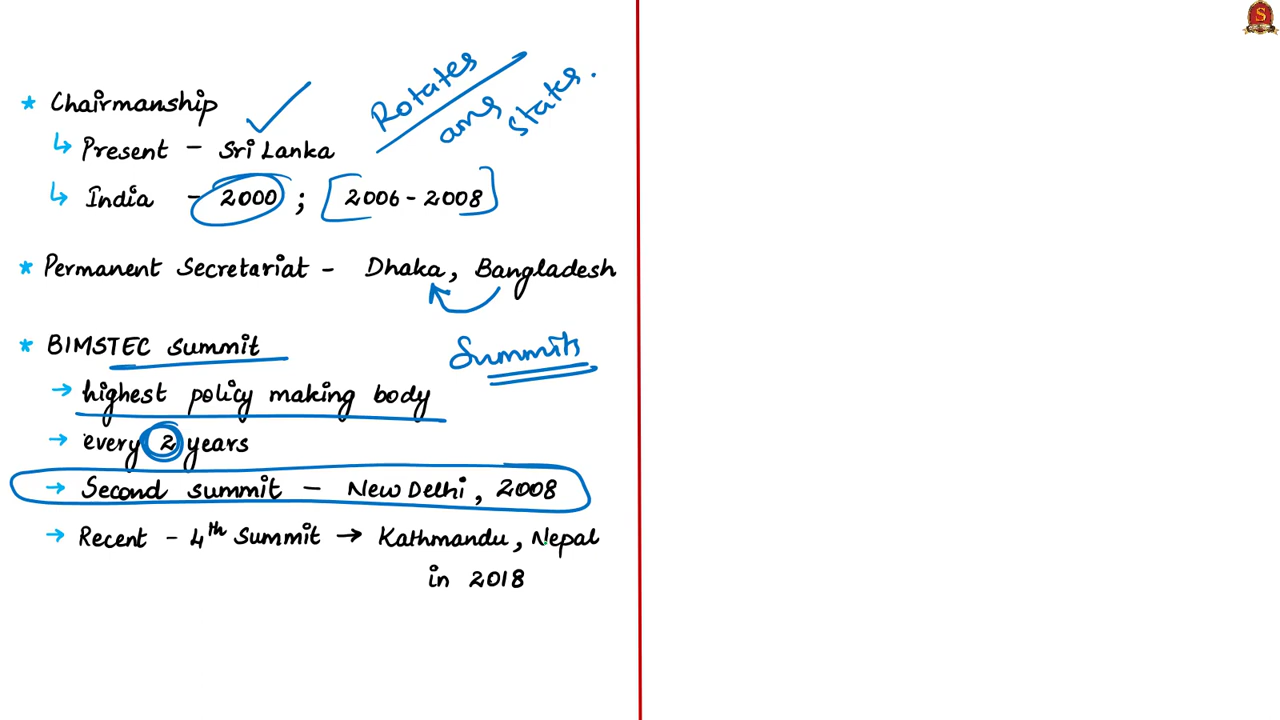 * Chairmanship
↳ Present - Sri Lanka
↳ India - 2000 ; [2006 - 2008]
Rotates
amg
states.
* Permanent Secretariat - Dhaka, Bangladesh
* BIMSTEC summit
Summits
→ highest policy making body
→ every 2 years
→ Second summit - New Delhi, 2008
→ Recent - 4th Summit → Kathmandu, Nepal
in 2018
S